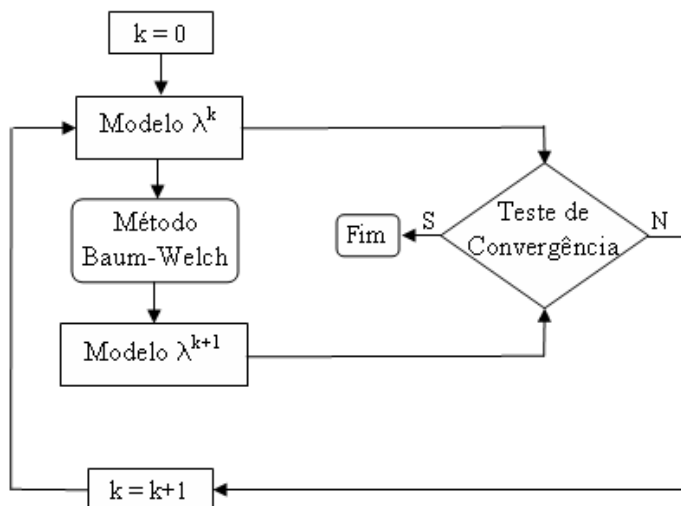 k = 0
Modelo λ^k
Método
Baum-Welch
Modelo λ^k+1
Fim
S
Teste de
Convergência
N
k = k+1